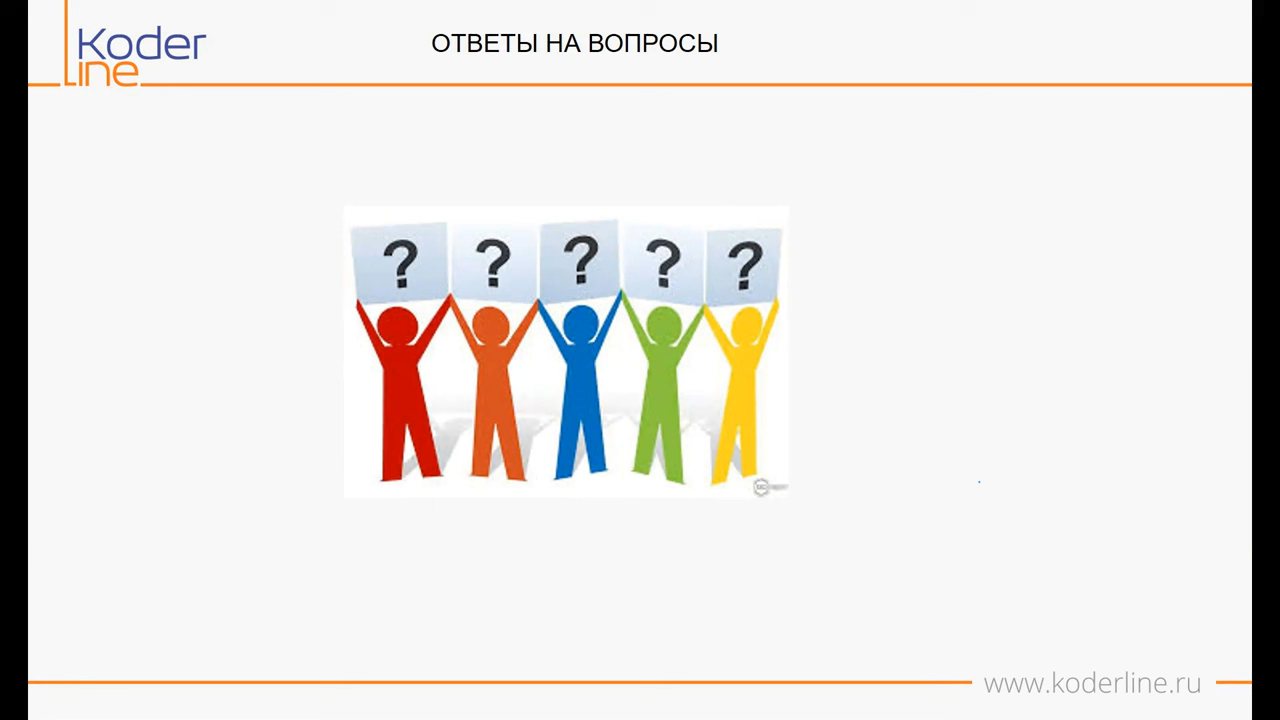 Koder
line
ОТВЕТЫ НА ВОПРОСЫ
? ? ? ? ?
www.koderline.ru